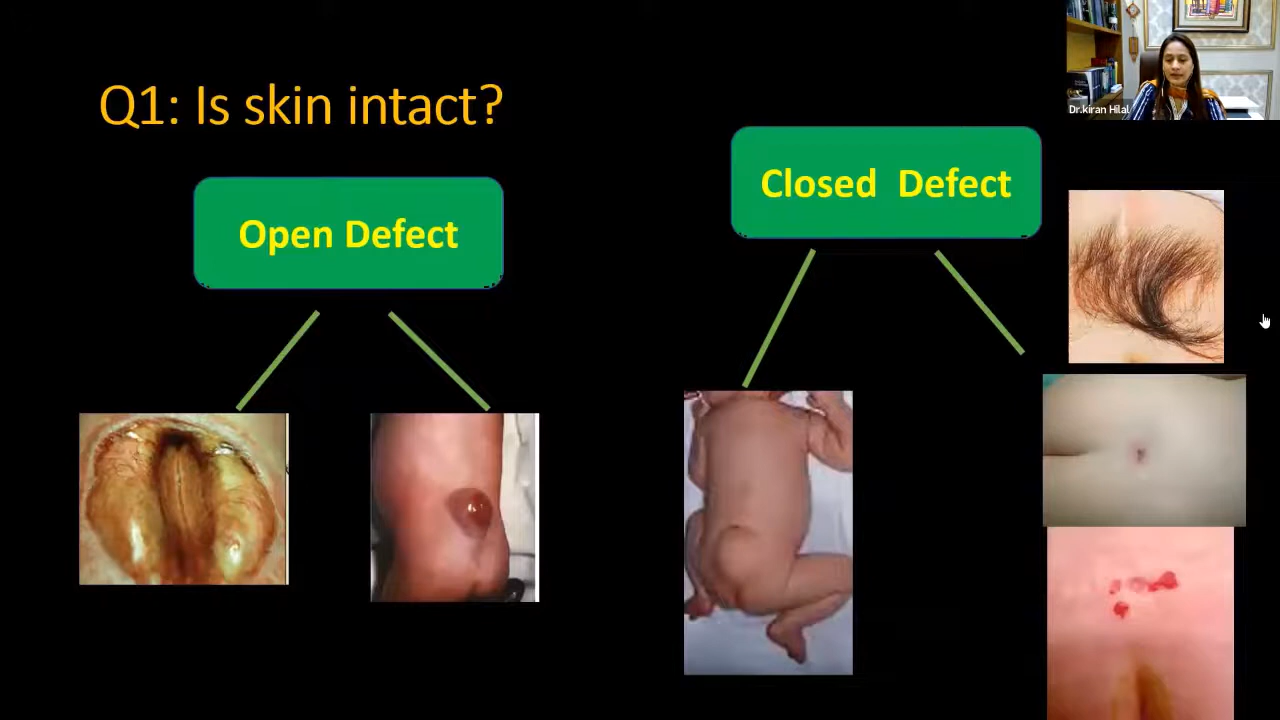 Q1: Is skin intact?
Open Defect
Closed  Defect
Dr.kiran Hilal